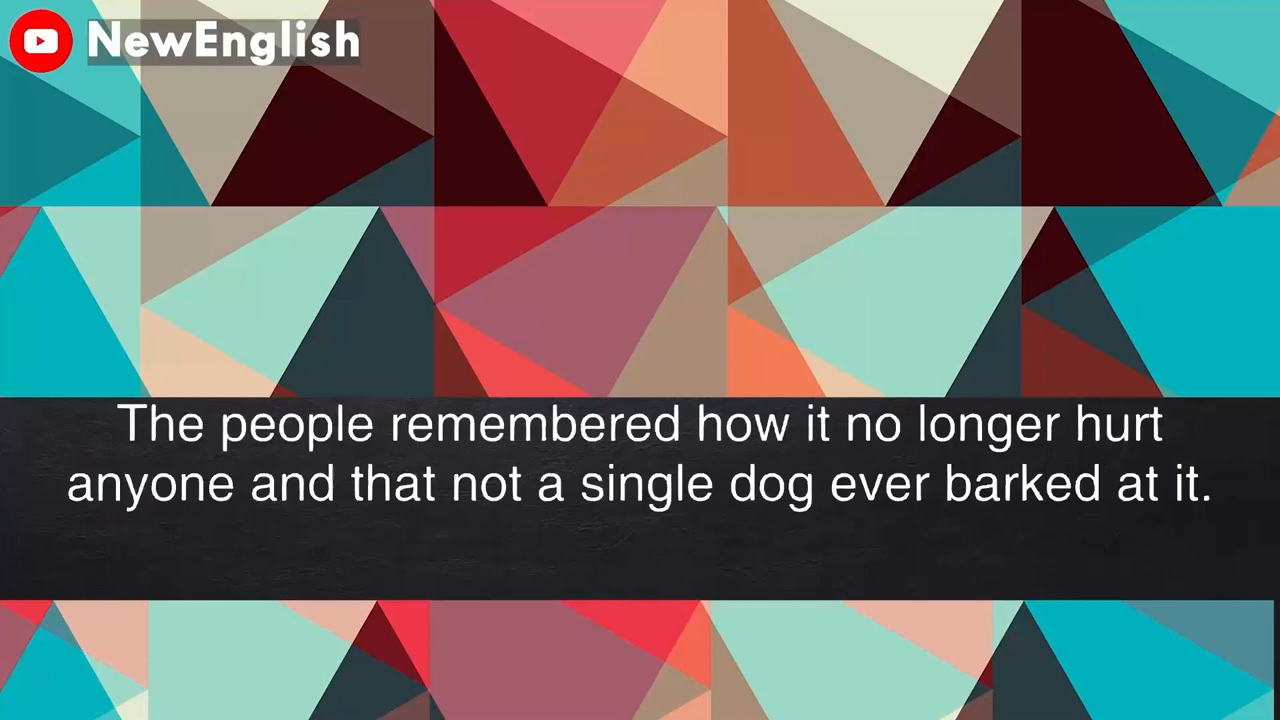 NewEnglish
The people remembered how it no longer hurt
anyone and that not a single dog ever barked at it.